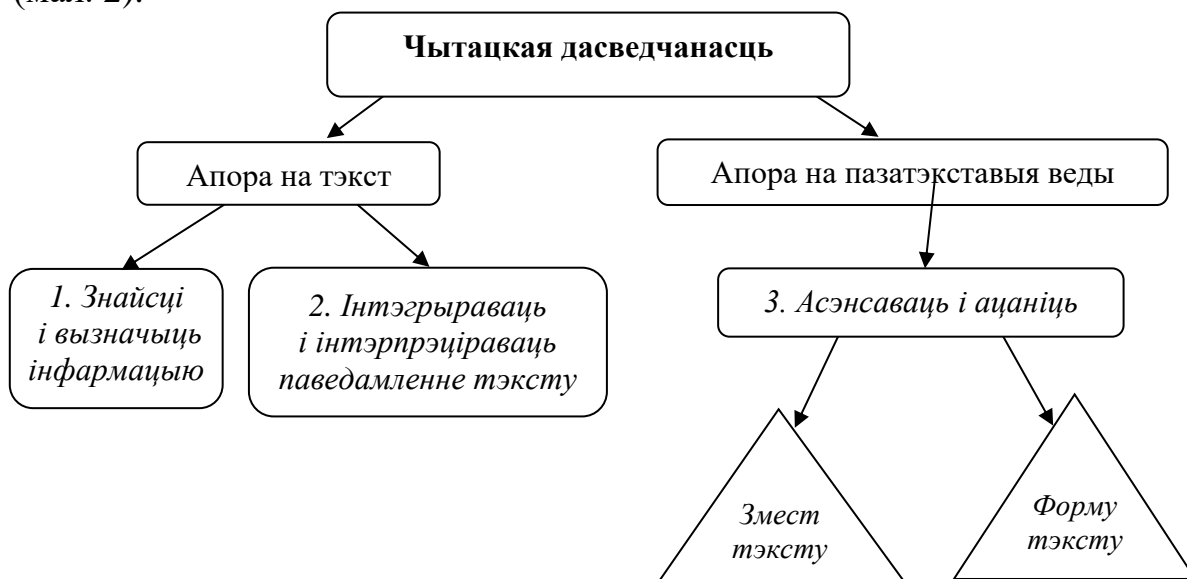 (мал. 2).
Чытацкая дасведчанасць
Апора на тэкст
Апора на пазатэкставыя веды
1. Знайсці
і вызначыць
інфармацыю
2. Інтэгрыраваць
і інтэрпрэціраваць
паведамленне тэксту
3. Асэнсаваць і ацаніць
Змест
тэксту
Форму
тэксту